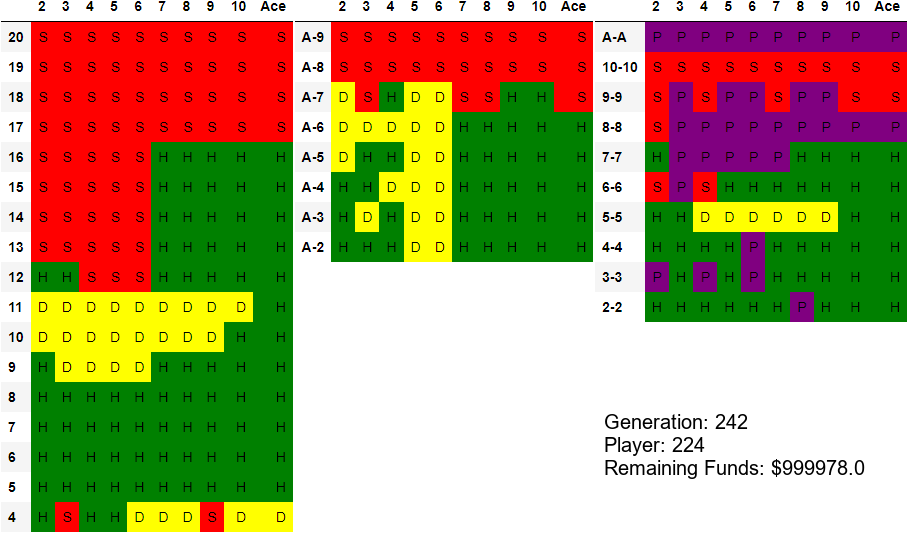 2 3 4 5 6 7 8 9 10 Ace
20 S S S S S S S S S S
19 S S S S S S S S S S
18 S S S S S S S S S S
17 S S S S S S S S S S
16 S S S S S H H H H H
15 S S S S S H H H H H
14 S S S S S H H H H H
13 S S S S S H H H H H
12 H H S S S H H H H H
11 D D D D D D D D D H
10 D D D D D D D D H H
9 H D D D D H H H H H
8 H H H H H H H H H H
7 H H H H H H H H H H
6 H H H H H H H H H H
5 H H H H H H H H H H
4 H S H H D D D S D D
2 3 4 5 6 7 8 9 10 Ace
A-9 S S S S S S S S S S
A-8 S S S S S S S S S S
A-7 D S H D D S S H H S
A-6 D D D D D H H H H H
A-5 D H H D D H H H H H
A-4 H H D D D H H H H H
A-3 H D H D D H H H H H
A-2 H H H D D H H H H H
2 3 4 5 6 7 8 9 10 Ace
A-A P P P P P P P P P P
10-10 S S S S S S S S S S
9-9 S P S P P S P P S S
8-8 S P P P P P P P P P
7-7 H P P P P P H H H H
6-6 S P S H H H H H H H
5-5 H H D D D D D D H H
4-4 H H H H P H H H H H
3-3 P H P H P H H H H H
2-2 H H H H H H P H H H
Generation: 242
Player: 224
Remaining Funds: $999978.0